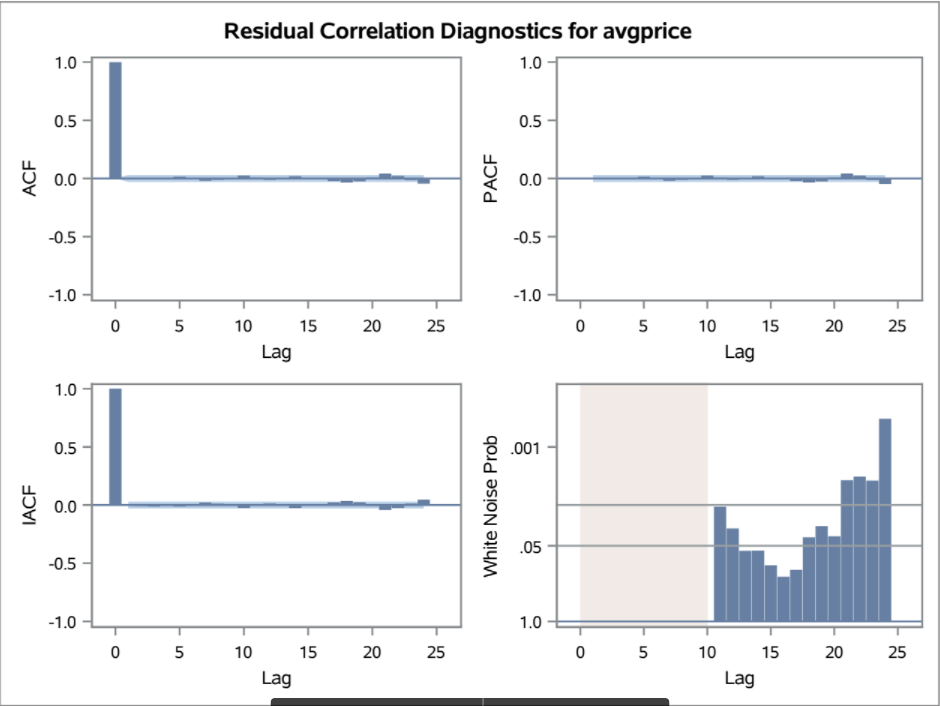 Residual Correlation Diagnostics for avgprice
1.0
0.5
0.0
-0.5
-1.0
ACF
0 5 10 15 20 25
Lag
1.0
0.5
0.0
-0.5
-1.0
PACF
0 5 10 15 20 25
Lag
1.0
0.5
0.0
-0.5
-1.0
IACF
0 5 10 15 20 25
Lag
.001
.05
1.0
White Noise Prob
0 5 10 15 20 25
Lag